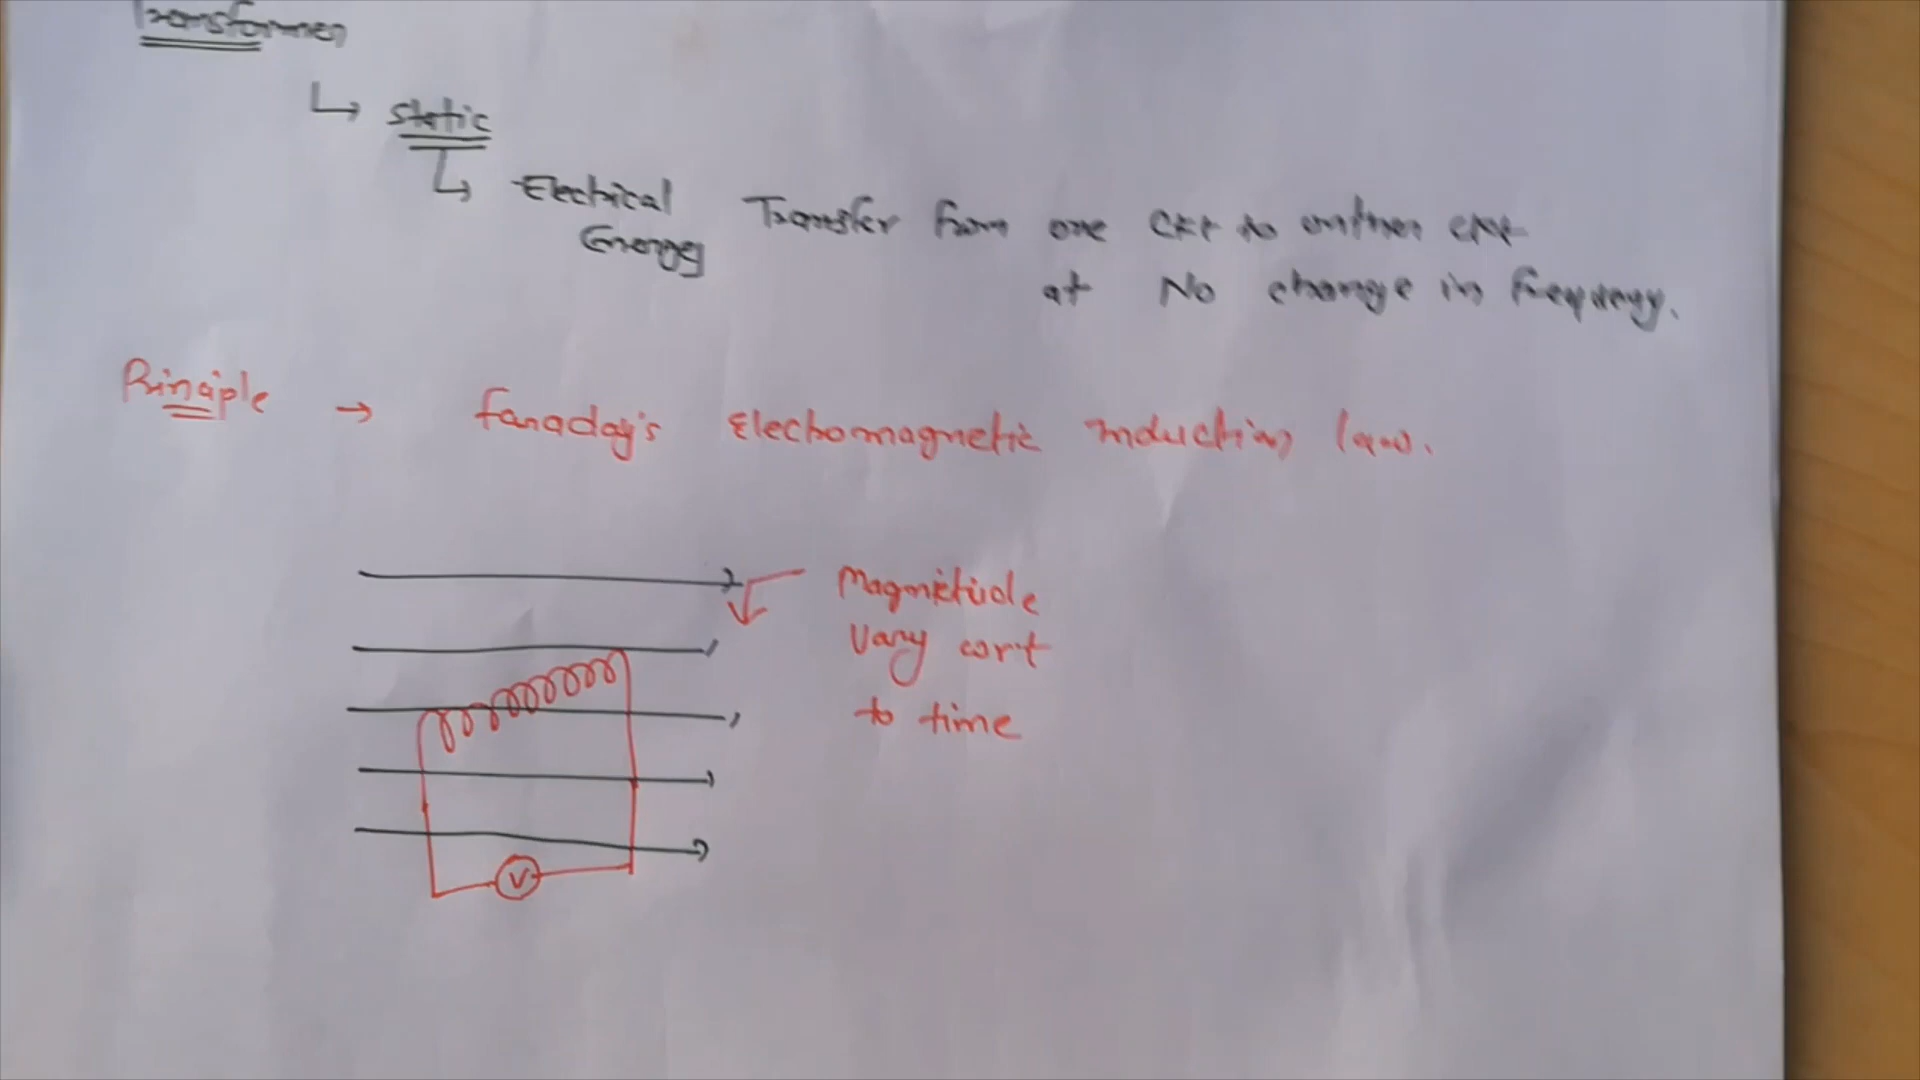 Transformer
↳ Static
↳ Electrical Transfer from one CKt to another CKt
Energy
at No change in frequency.
Principle → Faraday's Electromagnetic induction law.
Magnitude
Vary wrt
to time
V